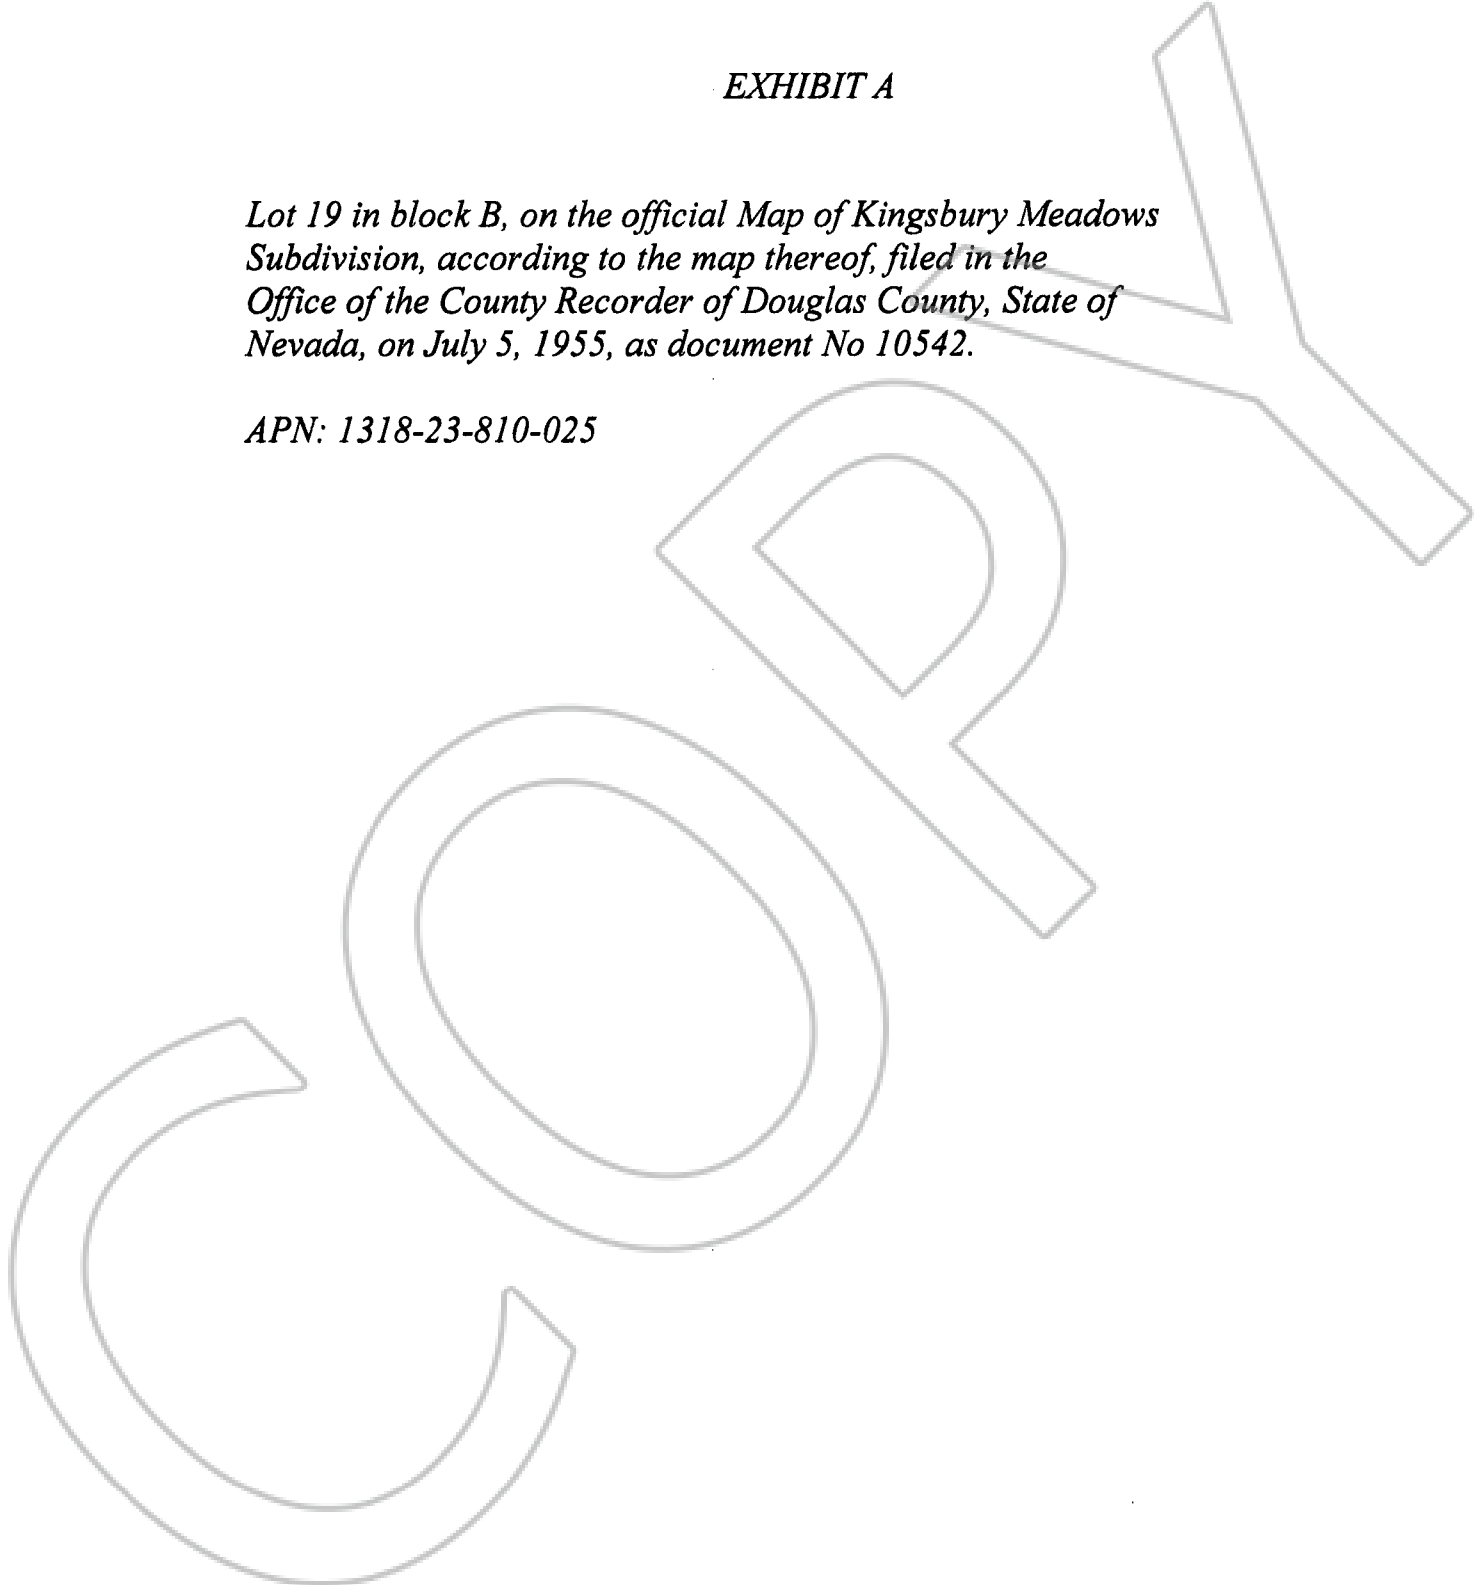 EXHIBIT A
Lot 19 in block B, on the official Map of Kingsbury Meadows
Subdivision, according to the map thereof, filed in the
Office of the County Recorder of Douglas County, State of
Nevada, on July 5, 1955, as document No 10542.
APN: 1318-23-810-025
COPY